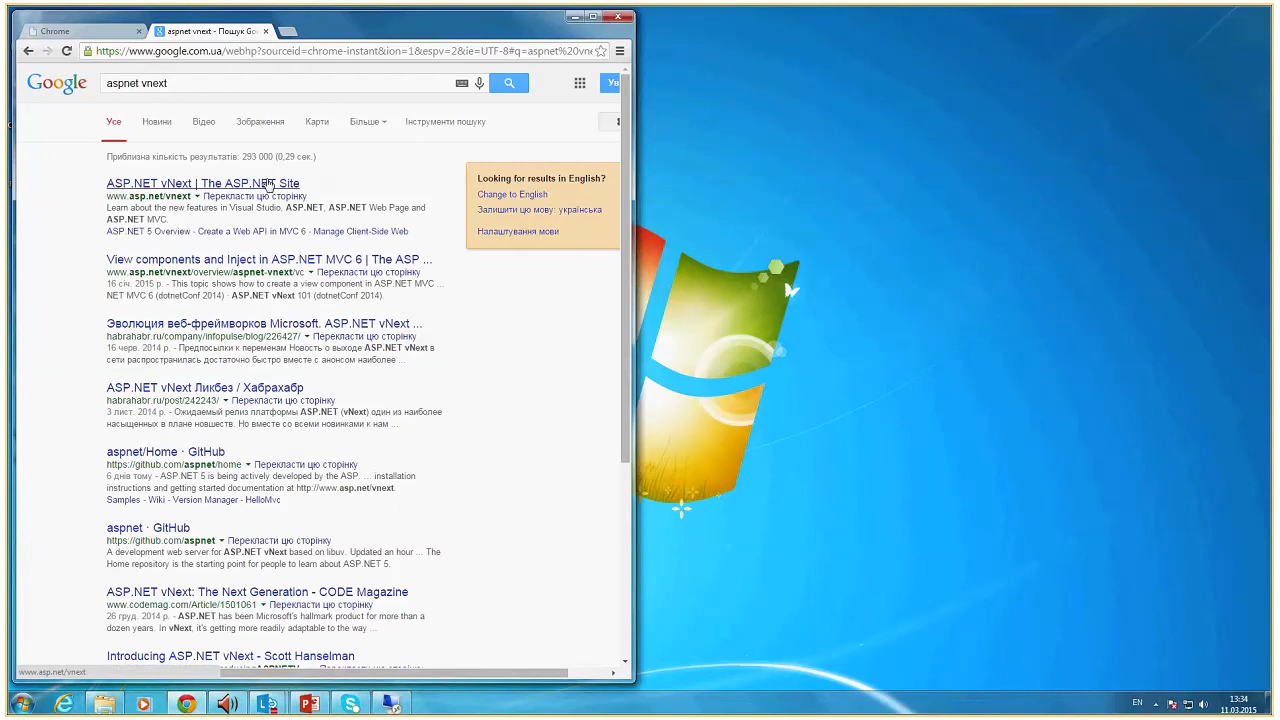 Chrome
aspnet vnext - Пошук Go
https://www.google.com.ua/webhp?sourceid=chrome-instant&ion=1&espv=2&ie=UTF-8#q=aspnet%20vne
Google
aspnet vnext
Ув
Усе Новини Відео Зображення Карти Більше Інструменти пошуку
Приблизна кількість результатів: 293 000 (0,29 сек.)
ASP.NET vNext | The ASP.NET Site
www.asp.net/vnext Перекласти цю сторінку
Learn about the new features in Visual Studio, ASP.NET, ASP.NET Web Page and
ASP.NET MVC.
ASP.NET 5 Overview - Create a Web API in MVC 6 - Manage Client-Side Web
View components and Inject in ASP.NET MVC 6 | The ASP ...
www.asp.net/vnext/overview/aspnet-vnext/vc Перекласти цю сторінку
16 січ. 2015 р. - This topic shows how to create a view component in ASP.NET MVC ...
NET MVC 6 (dotnetConf 2014) · ASP.NET vNext 101 (dotnetConf 2014).
Эволюция веб-фреймворков Microsoft. ASP.NET vNext ...
habrahabr.ru/company/infopulse/blog/226427/ Перекласти цю сторінку
16 черв. 2014 р. - Предпосылки к переменам Новость о выходе ASP.NET vNext в
сети распространилась достаточно быстро вместе с анонсом наиболее ...
ASP.NET vNext Ликбез / Хабрахабр
habrahabr.ru/post/242243/ Перекласти цю сторінку
3 лист. 2014 р. - Ожидаемый релиз платформы ASP.NET (vNext) один из наиболее
насыщенных в плане новшеств. Но вместе со всеми новинками к нам ...
aspnet/Home · GitHub
https://github.com/aspnet/home Перекласти цю сторінку
6 днів тому - ASP.NET 5 is being actively developed by the ASP. ... installation
instructions and getting started documentation at http://www.asp.net/vnext.
Samples - Wiki - Version Manager - HelloMvc
aspnet · GitHub
https://github.com/aspnet Перекласти цю сторінку
A development web server for ASP.NET vNext based on libuv. Updated an hour ... The
Home repository is the starting point for people to learn about ASP.NET 5.
ASP.NET vNext: The Next Generation - CODE Magazine
www.codemag.com/Article/1501061 Перекласти цю сторінку
26 груд. 2014 р. - ASP.NET has been Microsoft's hallmark product for more than a
dozen years. In vNext, it's getting more readily adaptable to the way ...
Introducing ASP.NET vNext - Scott Hanselman
Looking for results in English?
Change to English
Залишити цю мову: українська
Налаштування мови
www.asp.net/vnext
EN
13:34
11.03.2015